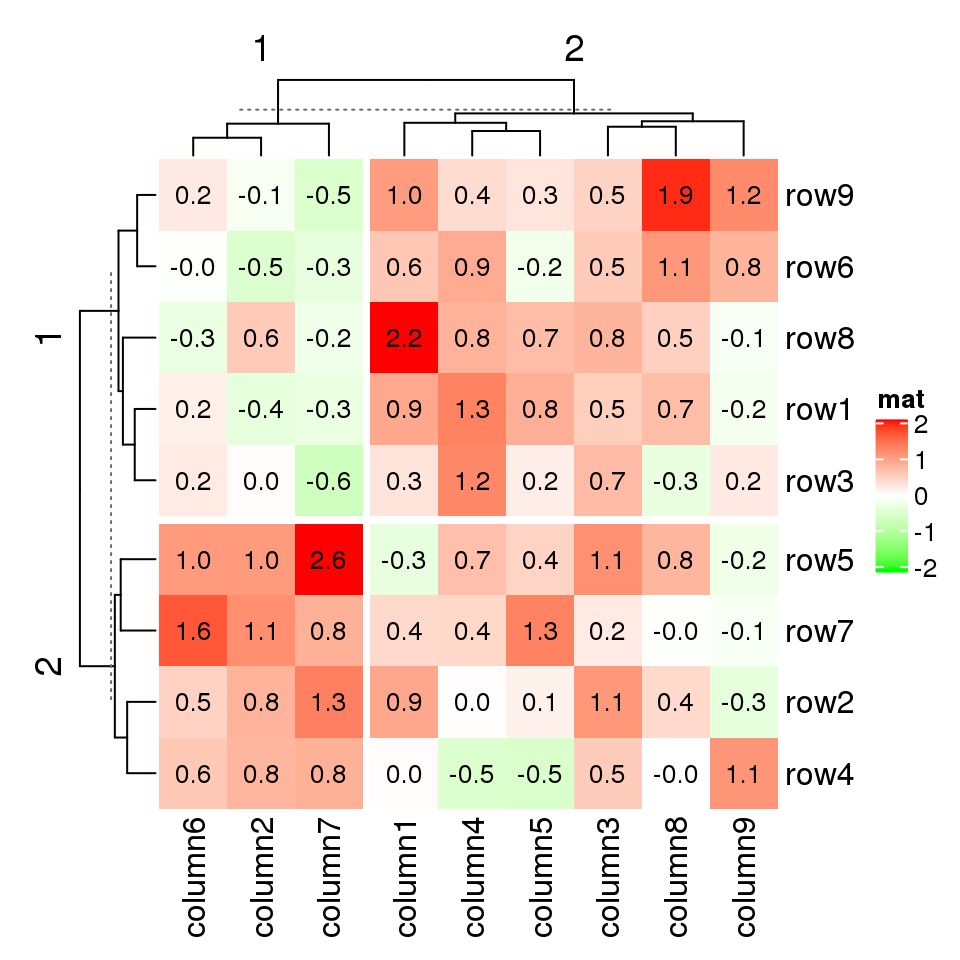 1 2
0.2 -0.1 -0.5 1.0 0.4 0.3 0.5 1.9 1.2 row9
-0.0 -0.5 -0.3 0.6 0.9 -0.2 0.5 1.1 0.8 row6
1 -0.3 0.6 -0.2 2.2 0.8 0.7 0.8 0.5 -0.1 row8
0.2 -0.4 -0.3 0.9 1.3 0.8 0.5 0.7 -0.2 row1
0.2 0.0 -0.6 0.3 1.2 0.2 0.7 -0.3 0.2 row3
1.0 1.0 2.6 -0.3 0.7 0.4 1.1 0.8 -0.2 row5
1.6 1.1 0.8 0.4 0.4 1.3 0.2 -0.0 -0.1 row7
2 0.5 0.8 1.3 0.9 0.0 0.1 1.1 0.4 -0.3 row2
0.6 0.8 0.8 0.0 -0.5 -0.5 0.5 -0.0 1.1 row4
column6 column2 column7 column1 column4 column5 column3 column8 column9
mat
2
1
0
-1
-2